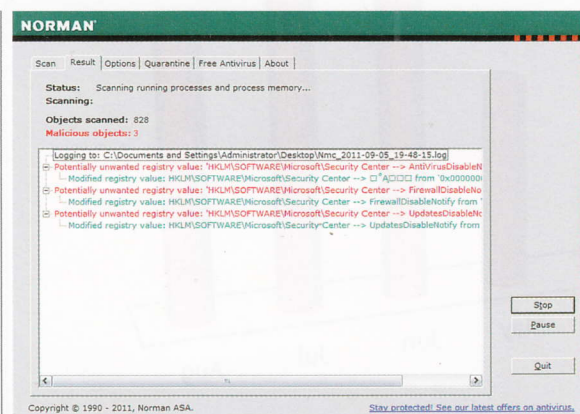 NORMAN
Scan Result Options Quarantine Free Antivirus About
Status: Scanning running processes and process memory...
Scanning:
Objects scanned: 828
Malicious objects: 3
Logging to: C:\Documents and Settings\Administrator\Desktop\Nmc_2011-09-05_19-48-15.log
Potentially unwanted registry value: "HKLM\SOFTWARE\Microsoft\Security Center --> AntiVirusDisableN
Modified registry value: HKLM\SOFTWARE\Microsoft\Security Center --> □*A□□□ from '0x000000
Potentially unwanted registry value: "HKLM\SOFTWARE\Microsoft\Security Center --> FirewallDisableNo
Modified registry value: HKLM\SOFTWARE\Microsoft\Security Center --> FirewallDisableNotify from '
Potentially unwanted registry value: "HKLM\SOFTWARE\Microsoft\Security Center --> UpdatesDisableNo
Modified registry value: HKLM\SOFTWARE\Microsoft\Security Center --> UpdatesDisableNotify from
Stop
Pause
Quit
Copyright © 1990 - 2011, Norman ASA.
Stay protected! See our latest offers on antivirus.